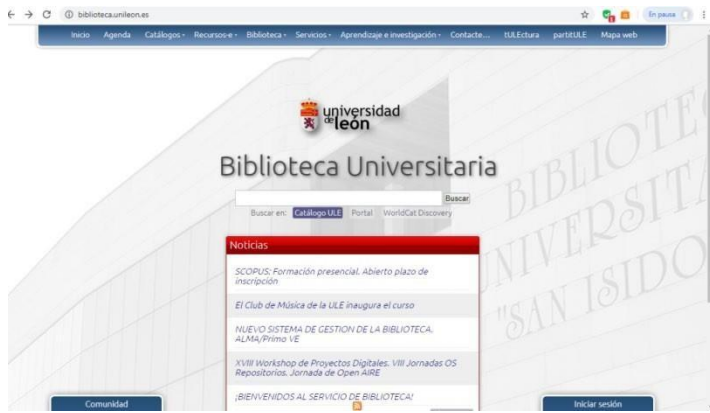 biblioteca.unileon.es
En pausa
Inicio Agenda Catálogos Recursos-e Biblioteca Servicios Aprendizaje e investigación Contacte... tULEctura partitULE Mapa web
universidad
de león
Biblioteca Universitaria
Buscar
Buscar en: Catálogo ULE Portal WorldCat Discovery
BIBLIOTE
UNIVERSITA
"SAN ISIDO
Noticias
SCOPUS: Formación presencial. Abierto plazo de
inscripción
El Club de Música de la ULE inaugura el curso
NUEVO SISTEMA DE GESTION DE LA BIBLIOTECA.
ALMA/Primo VE
XVIII Workshop de Proyectos Digitales. VIII Jornadas OS
Repositorios. Jornada de Open AIRE
¡BIENVENIDOS AL SERVICIO DE BIBLIOTECA!
Comunidad
Iniciar sesión